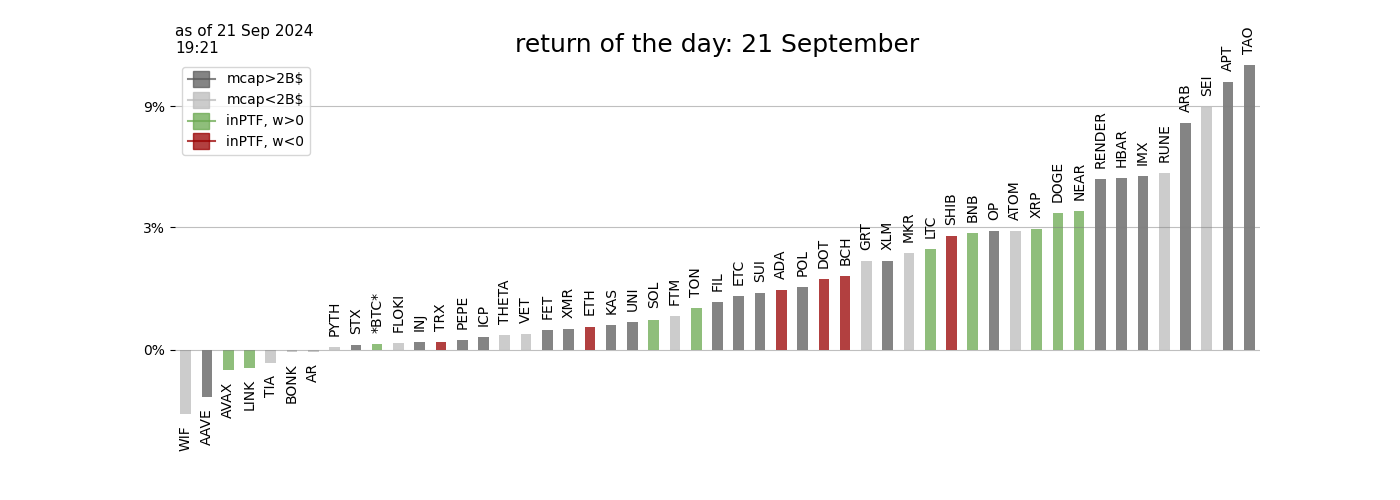 as of 21 Sep 2024
19:21
return of the day: 21 September
mcap>2B$
mcap<2B$
inPTF, w>0
inPTF, w<0
9%
3%
0%
WIF
AAVE
AVAX
LINK
TIA
BONK
AR
PYTH
STX
*BTC*
FLOKI
INJ
TRX
PEPE
ICP
THETA
VET
FET
XMR
ETH
KAS
UNI
SOL
FTM
TON
FIL
ETC
SUI
ADA
POL
DOT
BCH
GRT
XLM
MKR
LTC
SHIB
BNB
OP
ATOM
XRP
DOGE
NEAR
RENDER
HBAR
IMX
RUNE
ARB
SEI
APT
TAO